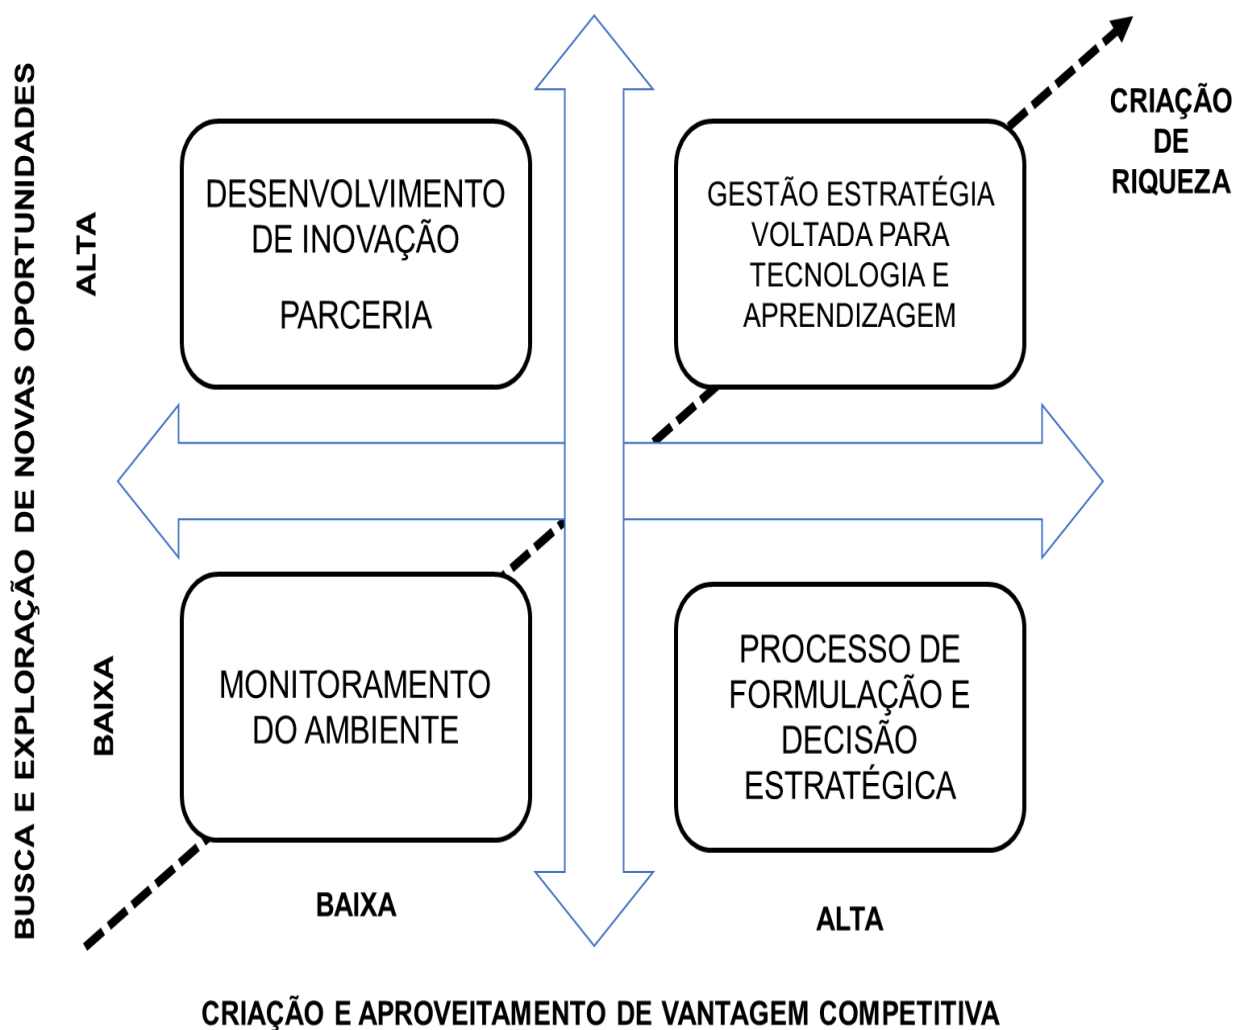 BUSCA E EXPLORAÇÃO DE NOVAS OPORTUNIDADES
ALTA
BAIXA
DESENVOLVIMENTO
DE INOVAÇÃO
PARCERIA
GESTÃO ESTRATÉGIA
VOLTADA PARA
TECNOLOGIA E
APRENDIZAGEM
CRIAÇÃO
DE
RIQUEZA
MONITORAMENTO
DO AMBIENTE
PROCESSO DE
FORMULAÇÃO E
DECISÃO
ESTRATÉGICA
BAIXA
ALTA
CRIAÇÃO E APROVEITAMENTO DE VANTAGEM COMPETITIVA